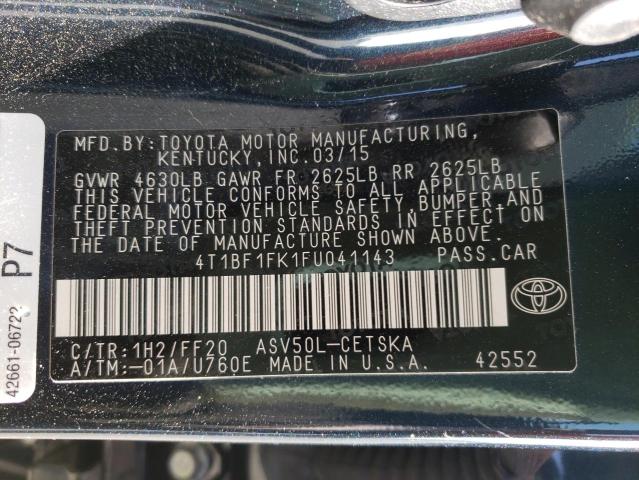 MFD.BY:TOYOTA MOTOR MANUFACTURING,
KENTUCKY, INC. 03/15
GVWR 4630LB GAWR FR 2625LB RR 2625LB
THIS VEHICLE CONFORMS TO ALL APPLICABLE
FEDERAL MOTOR VEHICLE SAFETY, BUMPER, AND
THEFT PREVENTION STANDARDS IN EFFECT ON
THE DATE OF MANUFACTURE SHOWN ABOVE.
4T1BF1FK1FU041143 PASS.CAR
C/TR:1H2/FF20 ASV50L-CETSKA
A/TM:-01A/U760E MADE IN U.S.A. 42552
P7
42661-06722